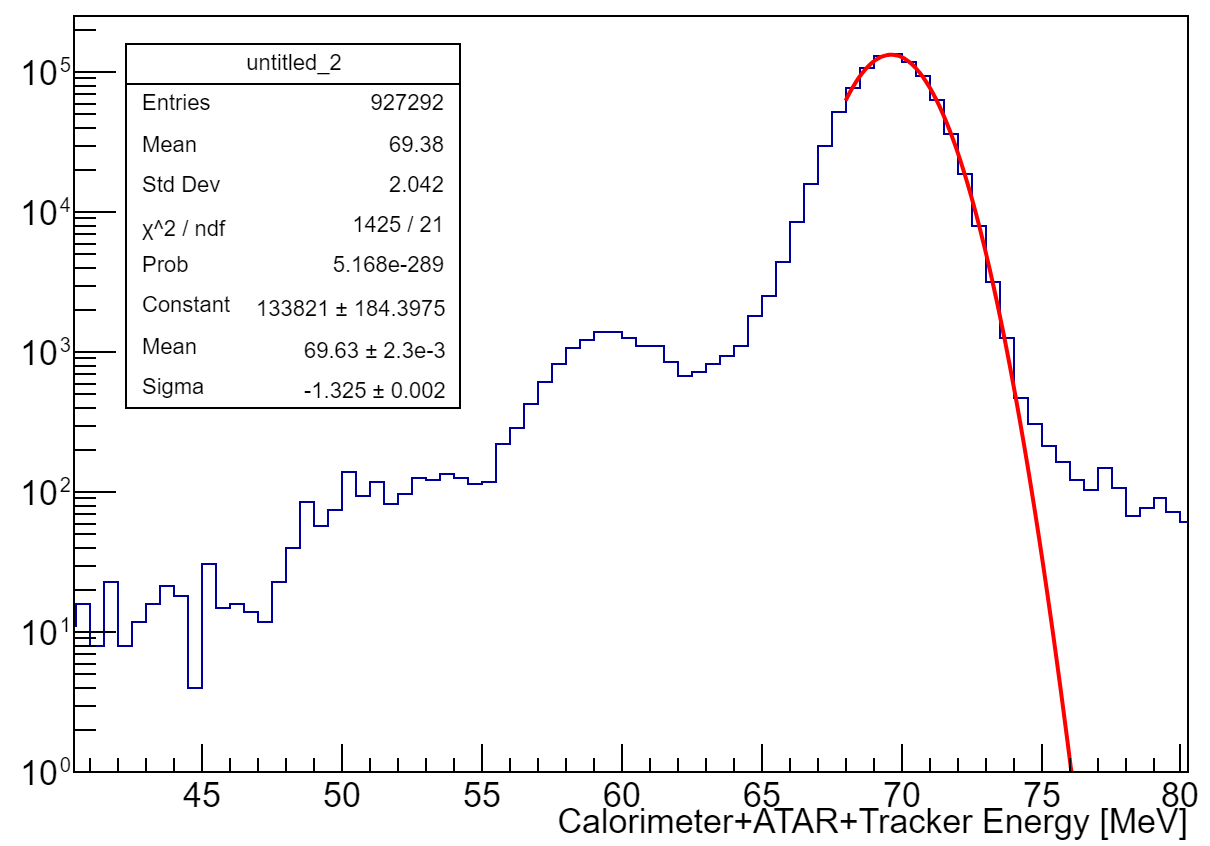 untitled_2
Entries 927292
Mean 69.38
Std Dev 2.042
χ^2 / ndf 1425 / 21
Prob 5.168e-289
Constant 133821 ± 184.3975
Mean 69.63 ± 2.3e-3
Sigma -1.325 ± 0.002
10^5
10^4
10^3
10^2
10^1
10^0
45 50 55 60 65 70 75 80
Calorimeter+ATAR+Tracker Energy [MeV]